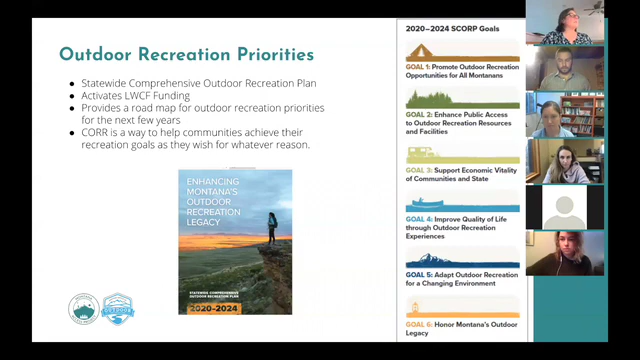 Outdoor Recreation Priorities
Statewide Comprehensive Outdoor Recreation Plan
Activates LWCF Funding
Provides a road map for outdoor recreation priorities
for the next few years
CORR is a way to help communities achieve their
recreation goals as they wish for whatever reason.
ENHANCING
MONTANA'S
OUTDOOR
RECREATION
LEGACY
STATEWIDE COMPREHENSIVE
OUTDOOR RECREATION PLAN
2020-2024
OUTDOOR
2020–2024 SCORP Goals
GOAL 1: Promote Outdoor Recreation
Opportunities for All Montanans
GOAL 2: Enhance Public Access
to Outdoor Recreation Resources
and Facilities
GOAL 3: Support Economic Vitality
of Communities and State
GOAL 4: Improve Quality of Life
through Outdoor Recreation
Experiences
GOAL 5: Adapt Outdoor Recreation
for a Changing Environment
GOAL 6: Honor Montana's Outdoor
Legacy